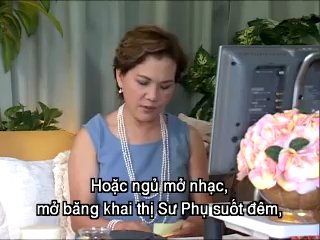 Hoặc ngủ mở nhạc,
mở băng khai thị Sư Phụ suốt đêm,